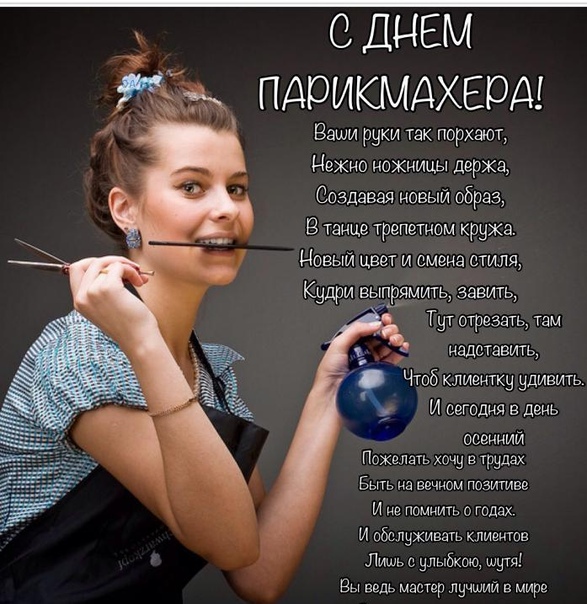 С ДНЕМ
ПАРИКМАХЕРА!
Ваши руки так порхают,
Нежно ножницы держа,
Создавая новый образ,
В танце трепетном кружа.
Новый цвет и смена стиля,
Кудри выпрямить, завить,
Тут отрезать, там
надставить,
Чтоб клиентку удивить.
И сегодня в день
осенний
Пожелать хочу в трудах
Быть на вечном позитиве
И не помнить о годах.
И обслуживать клиентов
Лишь с улыбкою, шутя!
Вы ведь мастер лучший в мире